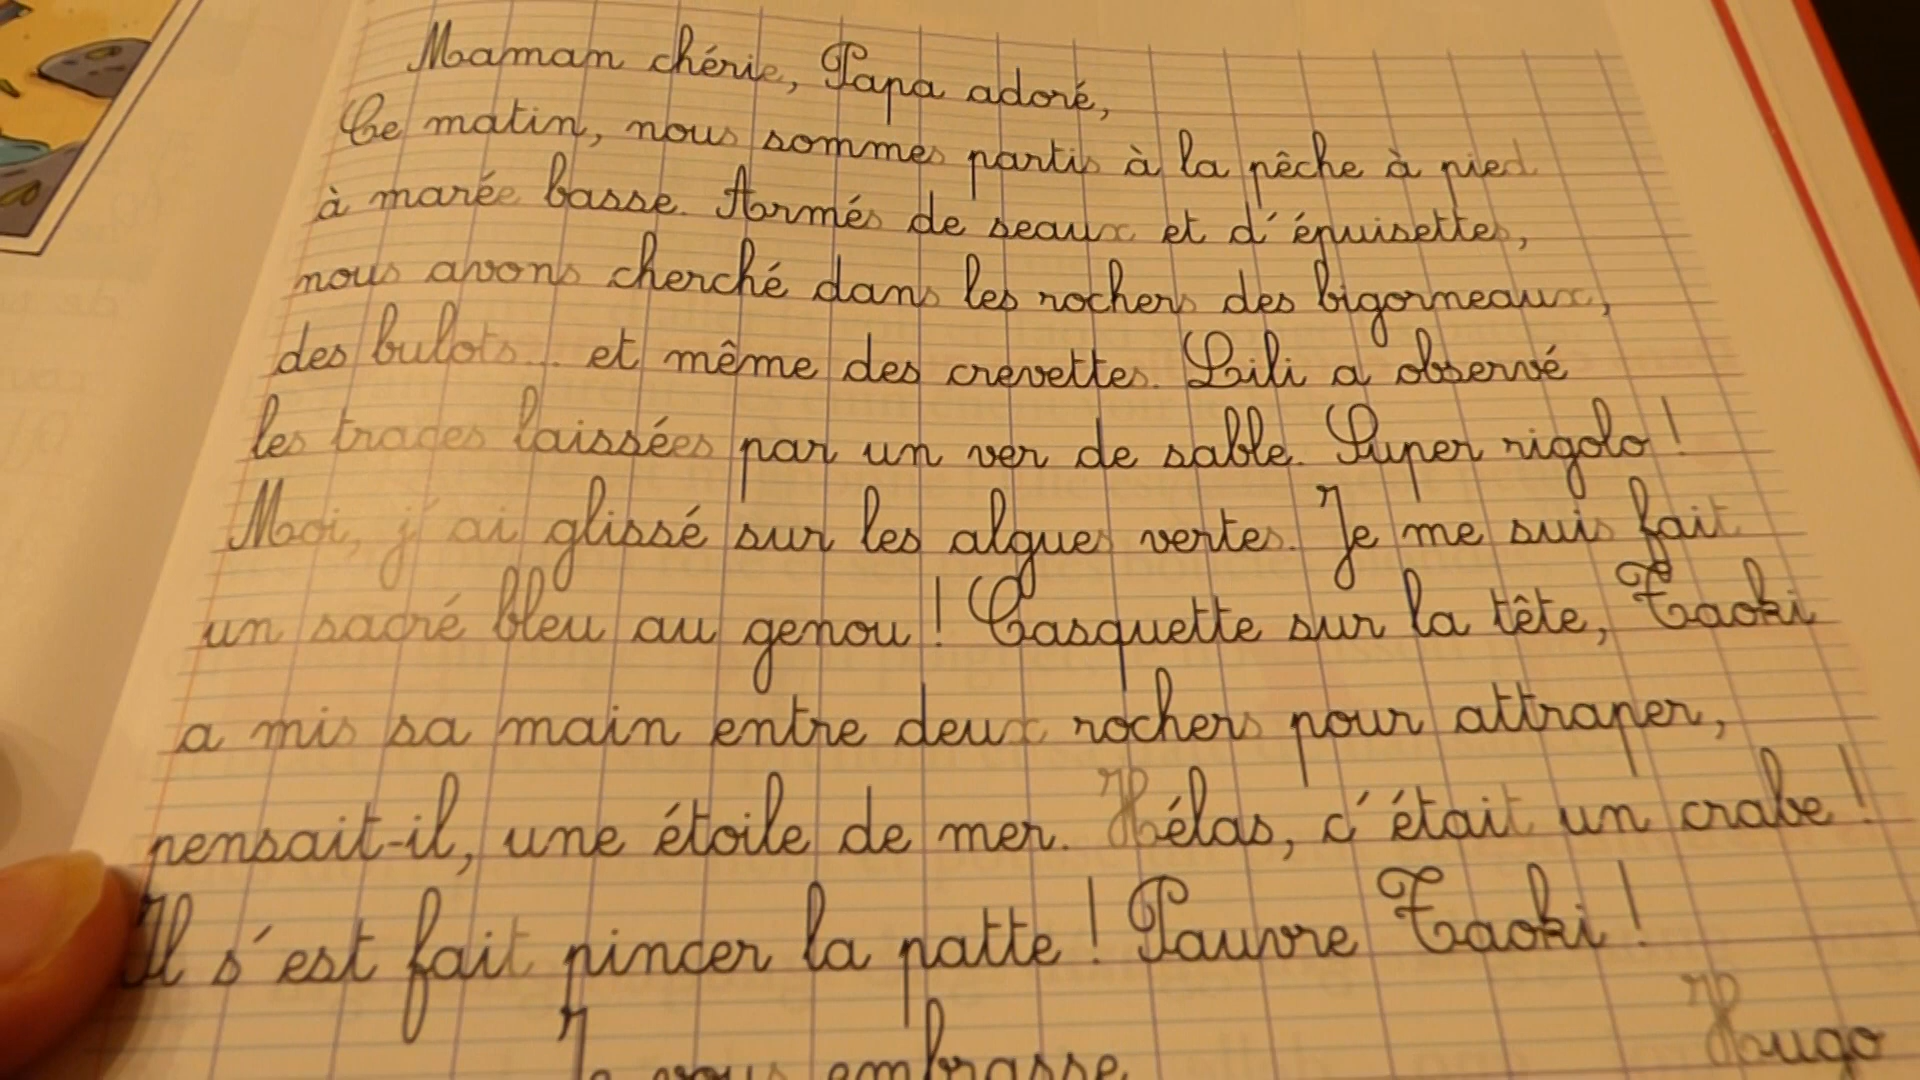 Maman chérie, Papa adoré,
Ce matin, nous sommes partis à la pêche à pied
à marée basse. Armés de seaux et d'épuisettes,
nous avons cherché dans les rochers des bigorneaux,
des bulots... et même des crevettes. Lili a observé
les traces laissées par un ver de sable. Super rigolo !
Moi, j'ai glissé sur les algues vertes. Je me suis fait
un sacré bleu au genou ! Casquette sur la tête, Taoki
a mis sa main entre deux rochers pour attraper,
pensait-il, une étoile de mer. Hélas, c'était un crabe !
Il s'est fait pincer la patte ! Pauvre Taoki !
Je vous embrasse.
Hugo